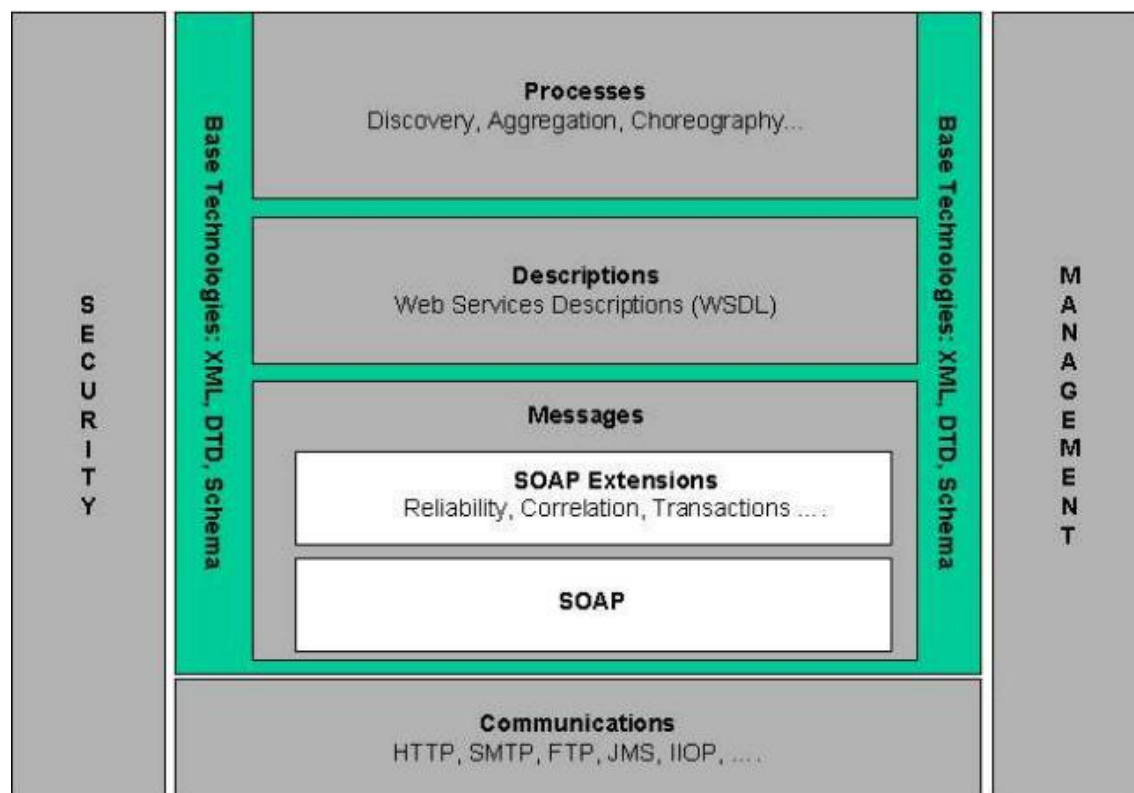 SECURITY
Base Technologies: XML, DTD, Schema
Processes
Discovery, Aggregation, Choreography...
Descriptions
Web Services Descriptions (WSDL)
Messages
SOAP Extensions
Reliability, Correlation, Transactions ....
SOAP
Base Technologies: XML, DTD, Schema
MANAGEMENT
Communications
HTTP, SMTP, FTP, JMS, IIOP, ....